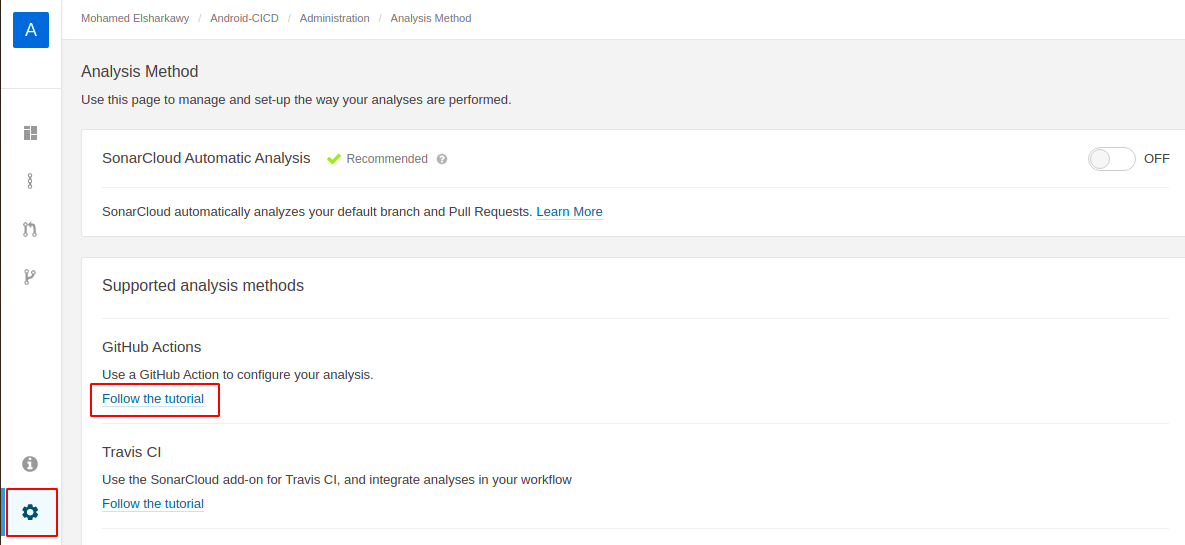 A
Mohamed Elsharkawy / Android-CICD / Administration / Analysis Method
Analysis Method
Use this page to manage and set-up the way your analyses are performed.
SonarCloud Automatic Analysis Recommended ? OFF
SonarCloud automatically analyzes your default branch and Pull Requests. Learn More
Supported analysis methods
GitHub Actions
Use a GitHub Action to configure your analysis.
Follow the tutorial
Travis CI
Use the SonarCloud add-on for Travis CI, and integrate analyses in your workflow
Follow the tutorial